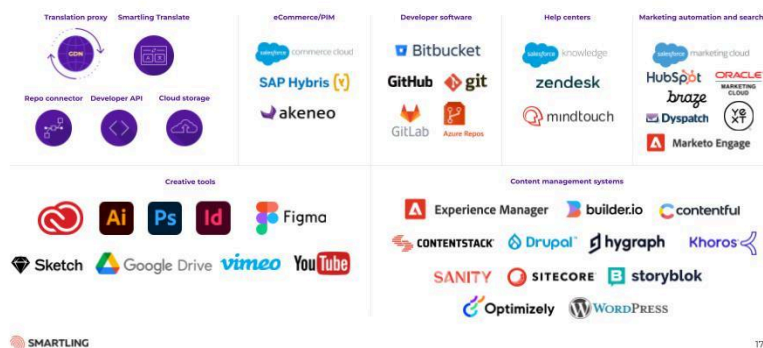 Translation proxy
Smartling Translate
GDN
Repo connector
Developer API
Cloud storage
eCommerce/PIM
salesforce commerce cloud
SAP Hybris (Y)
akeneo
Developer software
Bitbucket
GitHub
git
GitLab
Azure Repos
Help centers
salesforce knowledge
zendesk
mindtouch
Marketing automation and search
salesforce marketing cloud
HubSpot
ORACLE
MARKETING
CLOUD
braze
Dyspatch
YEXT
Marketo Engage
Creative tools
Ai
Ps
Id
Figma
Sketch
Google Drive
vimeo
YouTube
Content management systems
Experience Manager
builder.io
contentful
CONTENTSTACK
Drupal™
hygraph
Khoros
SANITY
SITECORE
storyblok
Optimizely
WORDPRESS
SMARTLING
17